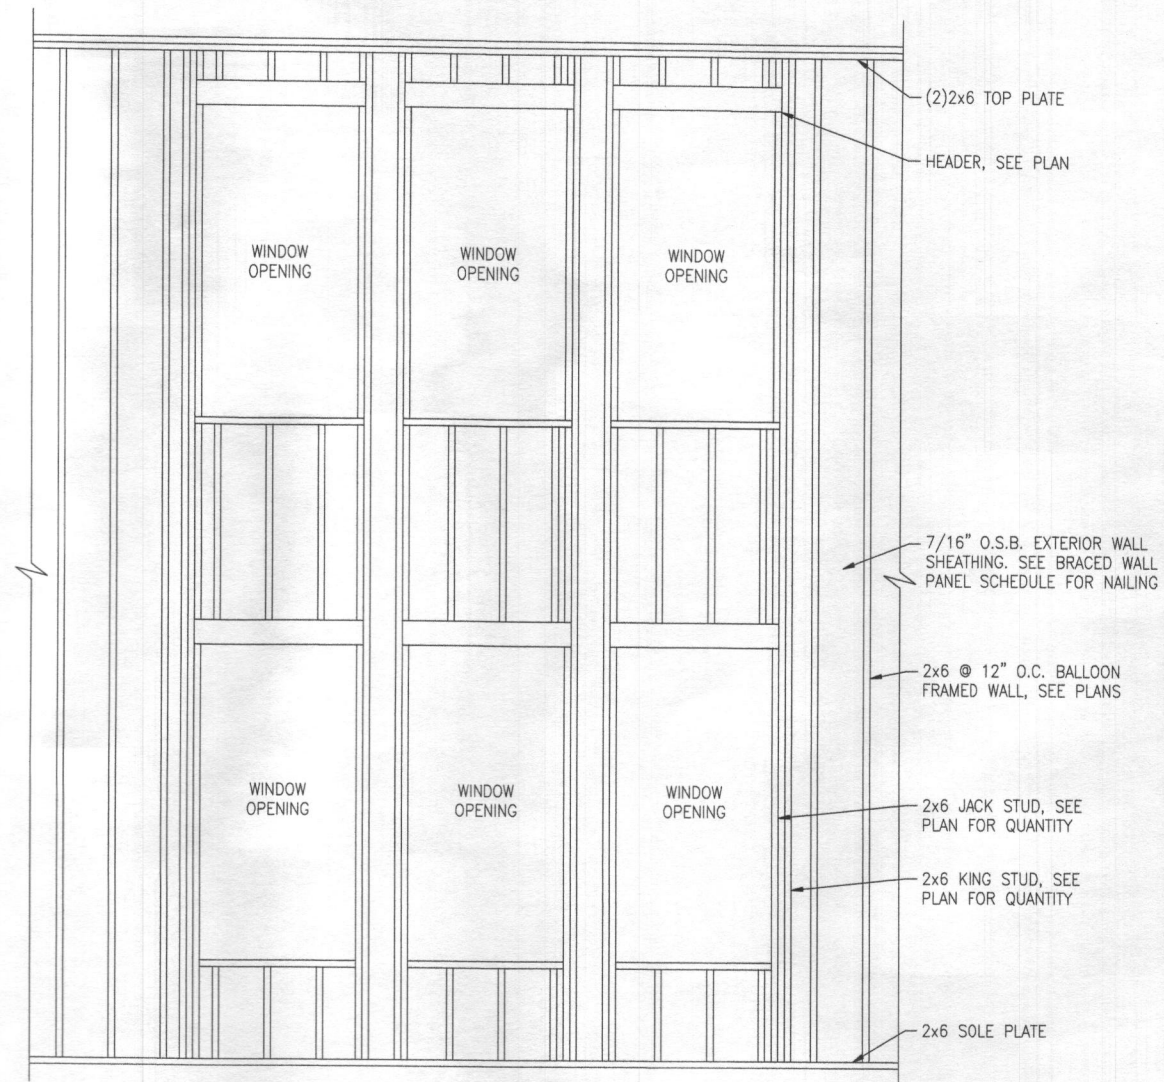 (2)2x6 TOP PLATE
HEADER, SEE PLAN
WINDOW
OPENING
WINDOW
OPENING
WINDOW
OPENING
7/16" O.S.B. EXTERIOR WALL
SHEATHING. SEE BRACED WALL
PANEL SCHEDULE FOR NAILING
2x6 @ 12" O.C. BALLOON
FRAMED WALL, SEE PLANS
WINDOW
OPENING
WINDOW
OPENING
WINDOW
OPENING
2x6 JACK STUD, SEE
PLAN FOR QUANTITY
2x6 KING STUD, SEE
PLAN FOR QUANTITY
2x6 SOLE PLATE